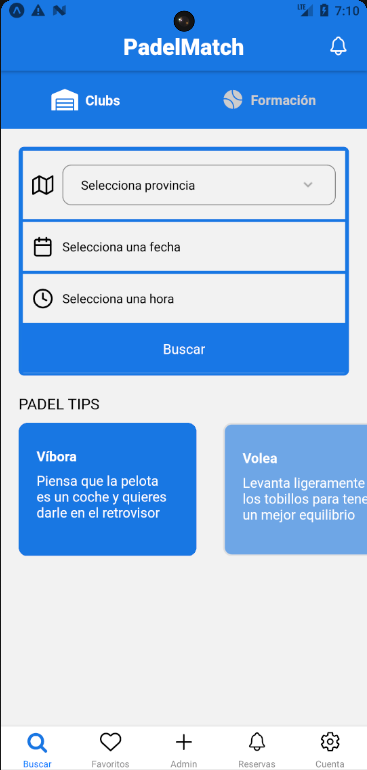 LTE 7:10
PadelMatch
Clubs
Formación
Selecciona provincia
Selecciona una fecha
Selecciona una hora
Buscar
PADEL TIPS
Víbora
Piensa que la pelota
es un coche y quieres
darle en el retrovisor
Volea
Levanta ligeramente
los tobillos para tene
un mejor equilibrio
Buscar
Favoritos
Admin
Reservas
Cuenta